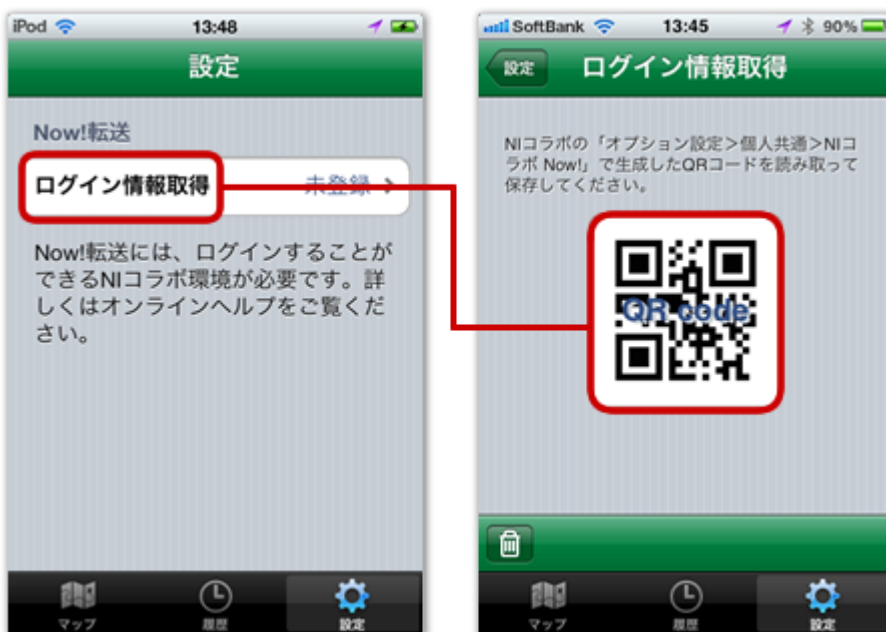 iPod 13:48
設定
Now!転送
ログイン情報取得 未登録
Now!転送には、ログインすることが
できるNIコラボ環境が必要です。詳
しくはオンラインヘルプをご覧くだ
さい。
マップ 履歴 設定
SoftBank 13:45 90%
設定 ログイン情報取得
NIコラボの「オプション設定>個人共通>NIコ
ラボ Now!」で生成したQRコードを読み取って
保存してください。
QR code
マップ 履歴 設定